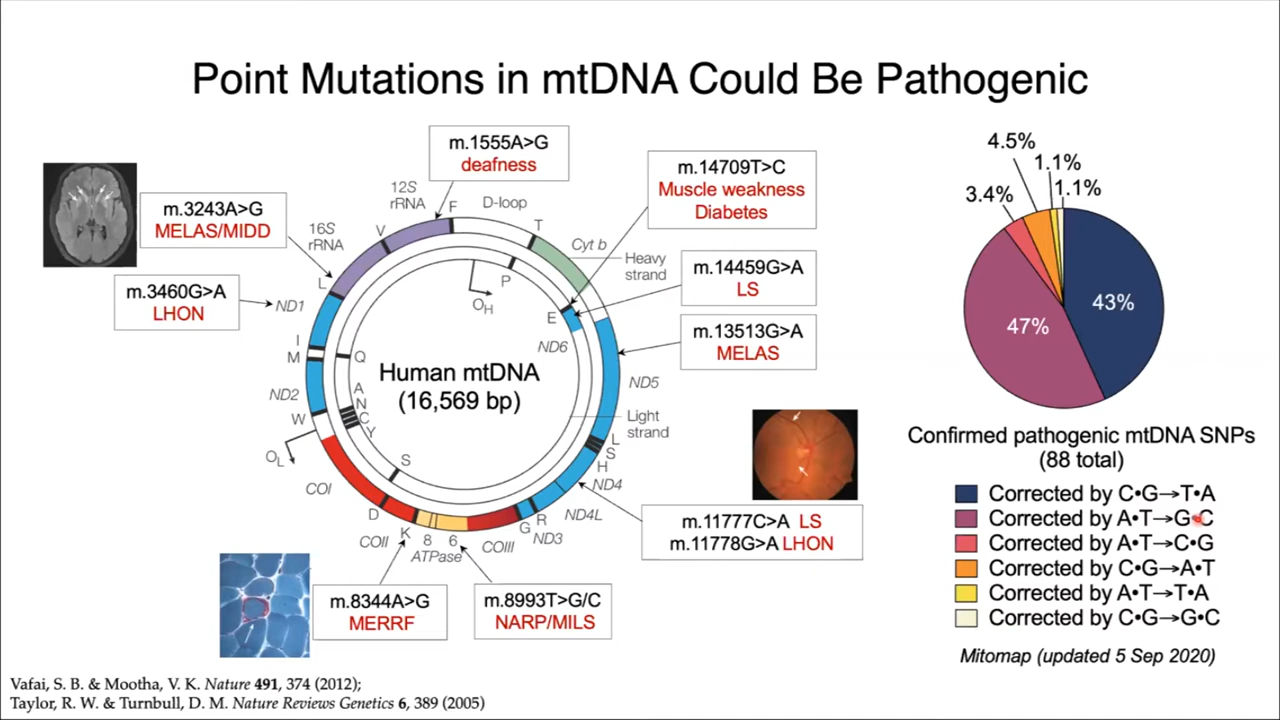 Point Mutations in mtDNA Could Be Pathogenic
m.1555A>G
deafness
m.3243A>G
MELAS/MIDD
m.3460G>A
LHON
m.14709T>C
Muscle weakness
Diabetes
m.14459G>A
LS
m.13513G>A
MELAS
m.11777C>A LS
m.11778G>A LHON
m.8993T>G/C
NARP/MILS
m.8344A>G
MERRF
12S
rRNA
F
D-loop
T
Cyt b
Heavy
strand
16S
rRNA
V
L
ND1
I
M
ND2
W
OL
COI
D
COII
K
8
6
ATPase
COIII
G
R
ND3
ND4L
ND4
H
S
L
ND5
ND6
E
P
OH
Q
A
N
C
Y
S
Light
strand
Human mtDNA
(16,569 bp)
4.5%
1.1%
1.1%
3.4%
43%
47%
Confirmed pathogenic mtDNA SNPs
(88 total)
Corrected by C•G→T•A
Corrected by A•T→G•C
Corrected by A•T→C•G
Corrected by C•G→A•T
Corrected by A•T→T•A
Corrected by C•G→G•C
Mitomap (updated 5 Sep 2020)
Vafai, S. B. & Mootha, V. K. Nature 491, 374 (2012);
Taylor, R. W. & Turnbull, D. M. Nature Reviews Genetics 6, 389 (2005)